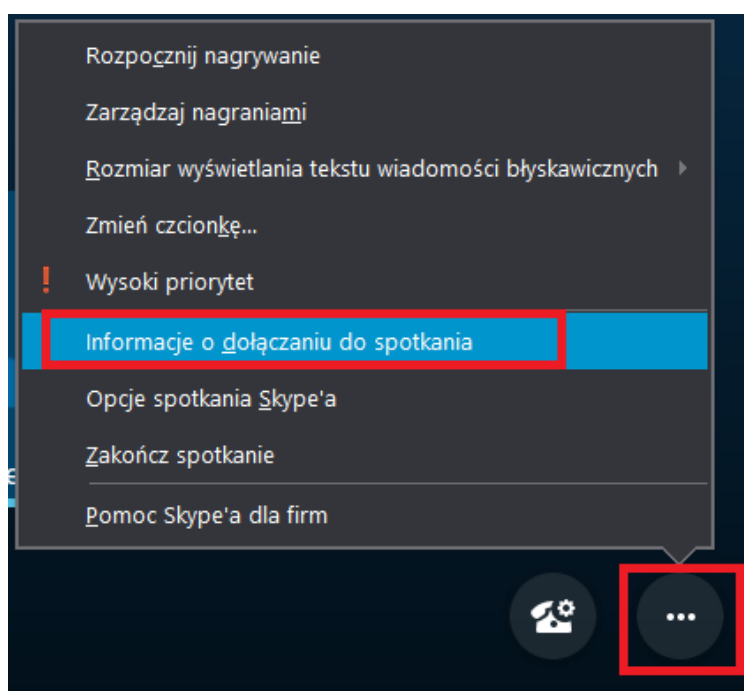 Rozpocznij nagrywanie
Zarządzaj nagraniami
Rozmiar wyświetlania tekstu wiadomości błyskawicznych
Zmień czcionkę...
! Wysoki priorytet
Informacje o dołączaniu do spotkania
Opcje spotkania Skype'a
Zakończ spotkanie
Pomoc Skype'a dla firm